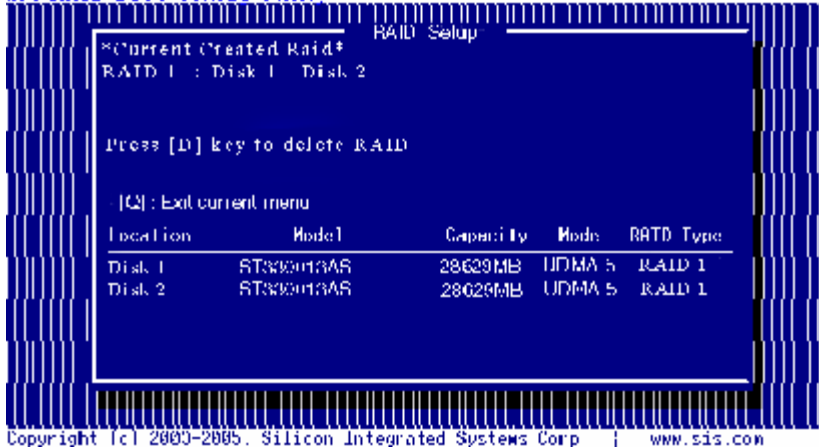 RAID Setup
*Current Created Raid*
RAID 1 : Disk 1 Disk 2
Press [D] key to delete RAID
[Q] : Exit current menu
Location Model Capacity Mode RAID Type
Disk 1 ST330013AS 28629MB UDMA 5 RAID 1
Disk 2 ST330013AS 28629MB UDMA 5 RAID 1
Copyright (c) 2003-2005. Silicon Integrated Systems Corp | www.sis.com